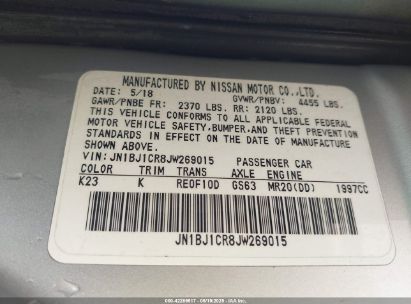 MANUFACTURED BY NISSAN MOTOR CO.,LTD.
DATE: 5/18 GVWR/PNBV: 4455 LBS.
GAWR/PNBE FR: 2370 LBS. RR: 2120 LBS.
THIS VEHICLE CONFORMS TO ALL APPLICABLE FEDERAL
MOTOR VEHICLE SAFETY,BUMPER,AND THEFT PREVENTION
STANDARDS IN EFFECT ON THE DATE OF MANUFACTURE
SHOWN ABOVE.
VIN: JN1BJ1CR8JW269015 PASSENGER CAR
COLOR TRIM TRANS AXLE ENGINE
K23 K RE0F10D GS63 MR20(DD) 1997CC
JN1BJ1CR8JW269015